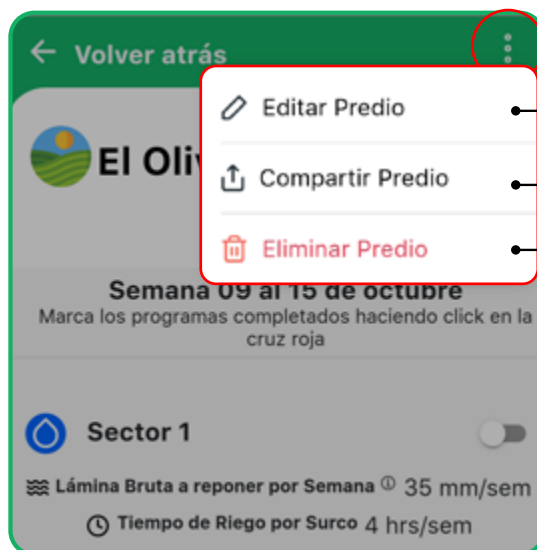 Volver atrás
Editar Predio
El Oli
Compartir Predio
Eliminar Predio
Semana 09 al 15 de octubre
Marca los programas completados haciendo click en la
cruz roja
Sector 1
Lámina Bruta a reponer por Semana 35 mm/sem
Tiempo de Riego por Surco 4 hrs/sem